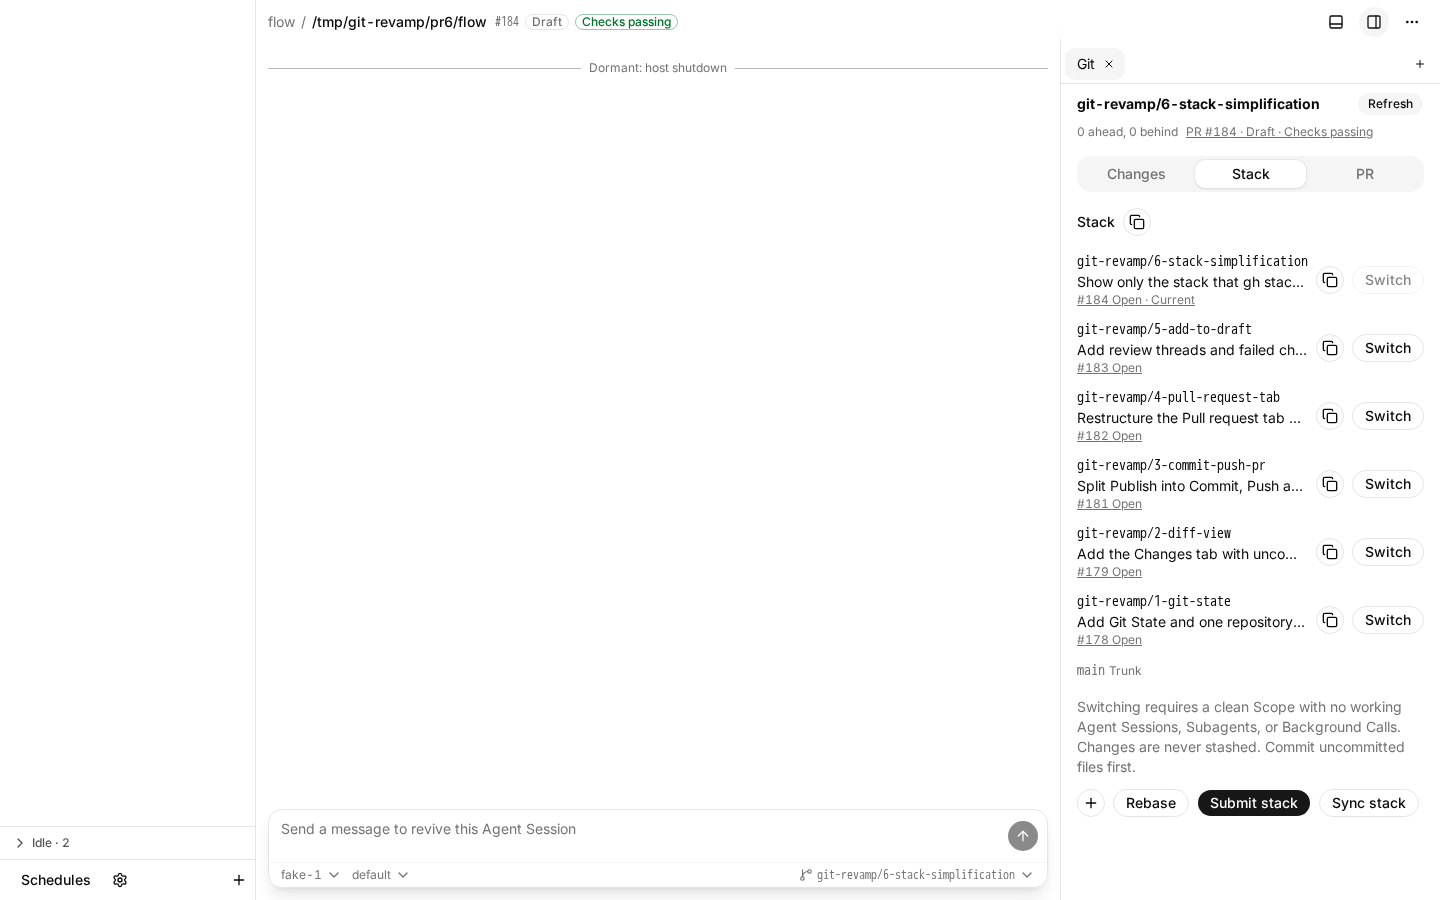 flow / /tmp/git-revamp/pr6/flow #184 Draft Checks passing
Dormant: host shutdown
Idle · 2
Schedules
Send a message to revive this Agent Session
fake-1 default git-revamp/6-stack-simplification
Git
git-revamp/6-stack-simplification Refresh
0 ahead, 0 behind PR #184 · Draft · Checks passing
Changes Stack PR
Stack
git-revamp/6-stack-simplification
Show only the stack that gh stac...
#184 Open · Current
Switch
git-revamp/5-add-to-draft
Add review threads and failed ch...
#183 Open
Switch
git-revamp/4-pull-request-tab
Restructure the Pull request tab ...
#182 Open
Switch
git-revamp/3-commit-push-pr
Split Publish into Commit, Push a...
#181 Open
Switch
git-revamp/2-diff-view
Add the Changes tab with unco...
#179 Open
Switch
git-revamp/1-git-state
Add Git State and one repository...
#178 Open
Switch
main Trunk
Switching requires a clean Scope with no working
Agent Sessions, Subagents, or Background Calls.
Changes are never stashed. Commit uncommitted
files first.
Rebase Submit stack Sync stack